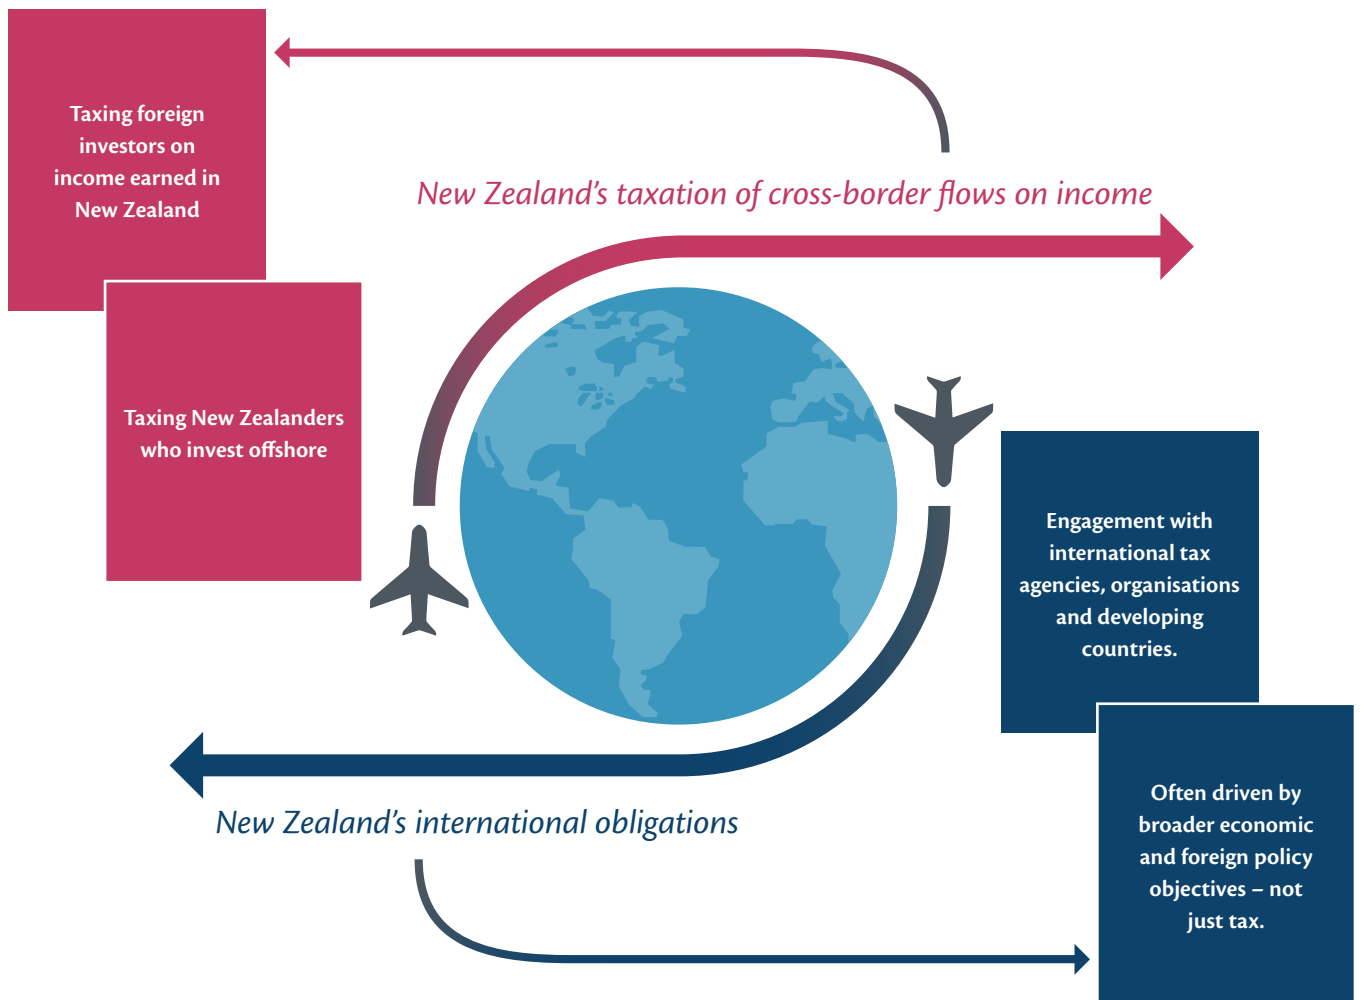 Taxing foreign
investors on
income earned in
New Zealand
New Zealand's taxation of cross-border flows on income
Taxing New Zealanders
who invest offshore
Engagement with
international tax
agencies, organisations
and developing
countries.
New Zealand's international obligations
Often driven by
broader economic
and foreign policy
objectives – not
just tax.